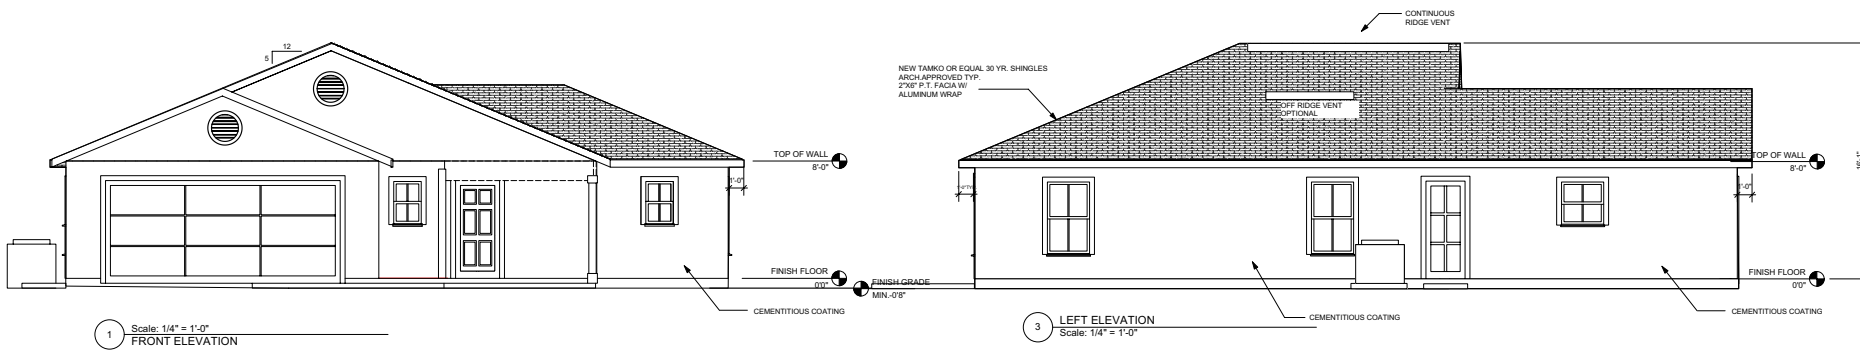 12
5
TOP OF WALL
8'-0"
1'-0"
FINISH FLOOR
0'0"
FINISH GRADE
MIN.-0'8"
CEMENTITIOUS COATING
1
Scale: 1/4" = 1'-0"
FRONT ELEVATION
CONTINUOUS
RIDGE VENT
NEW TAMKO OR EQUAL 30 YR. SHINGLES
ARCH.APPROVED TYP.
2"X6" P.T. FACIA W/
ALUMINUM WRAP
OFF RIDGE VENT
OPTIONAL
TOP OF WALL
8'-0"
1'-0"
FINISH FLOOR
0'0"
CEMENTITIOUS COATING
CEMENTITIOUS COATING
3
LEFT ELEVATION
Scale: 1/4" = 1'-0"